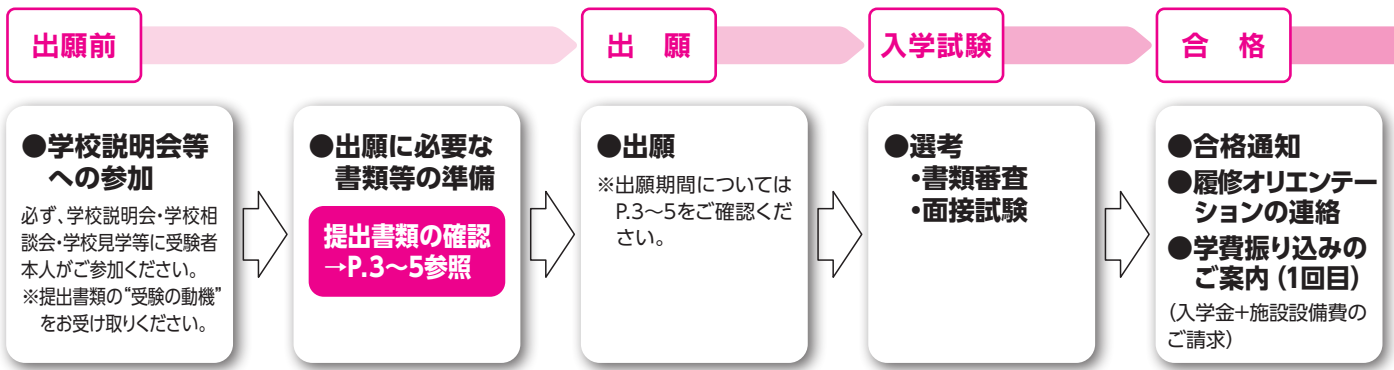 出願前
出　願
入学試験
合　格
●学校説明会等
への参加
必ず、学校説明会・学校相
談会・学校見学等に受験者
本人がご参加ください。
※提出書類の“受験の動機”
をお受け取りください。
●出願に必要な
書類等の準備
提出書類の確認
→P.3～5参照
●出願
※出願期間については
P.3～5をご確認くだ
さい。
●選考
・書類審査
・面接試験
●合格通知
●履修オリエンテー
ションの連絡
●学費振り込みの
ご案内（1回目）
（入学金＋施設設備費の
ご請求）